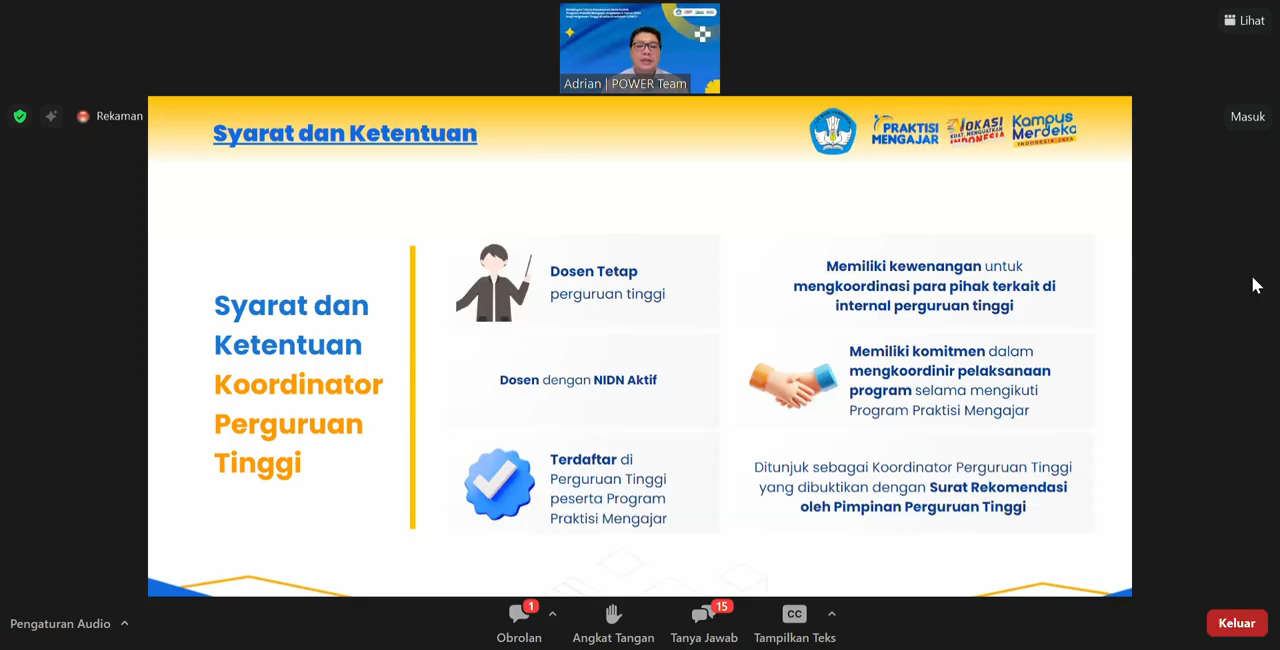 Lihat
Adrian | POWER Team
Rekaman
Masuk
Syarat dan Ketentuan
PRAKTISI
MENGAJAR
VOKASI
KUAT, MENGUATKAN
INDONESIA
Kampus
Merdeka
INDONESIA JAYA
Syarat dan
Ketentuan
Koordinator
Perguruan
Tinggi
Dosen Tetap
perguruan tinggi
Dosen dengan NIDN Aktif
Terdaftar di
Perguruan Tinggi
peserta Program
Praktisi Mengajar
Memiliki kewenangan untuk
mengkoordinasi para pihak terkait di
internal perguruan tinggi
Memiliki komitmen dalam
mengkoordinir pelaksanaan
program selama mengikuti
Program Praktisi Mengajar
Ditunjuk sebagai Koordinator Perguruan Tinggi
yang dibuktikan dengan Surat Rekomendasi
oleh Pimpinan Perguruan Tinggi
Pengaturan Audio
1
Obrolan
Angkat Tangan
15
Tanya Jawab
CC
Tampilkan Teks
Keluar